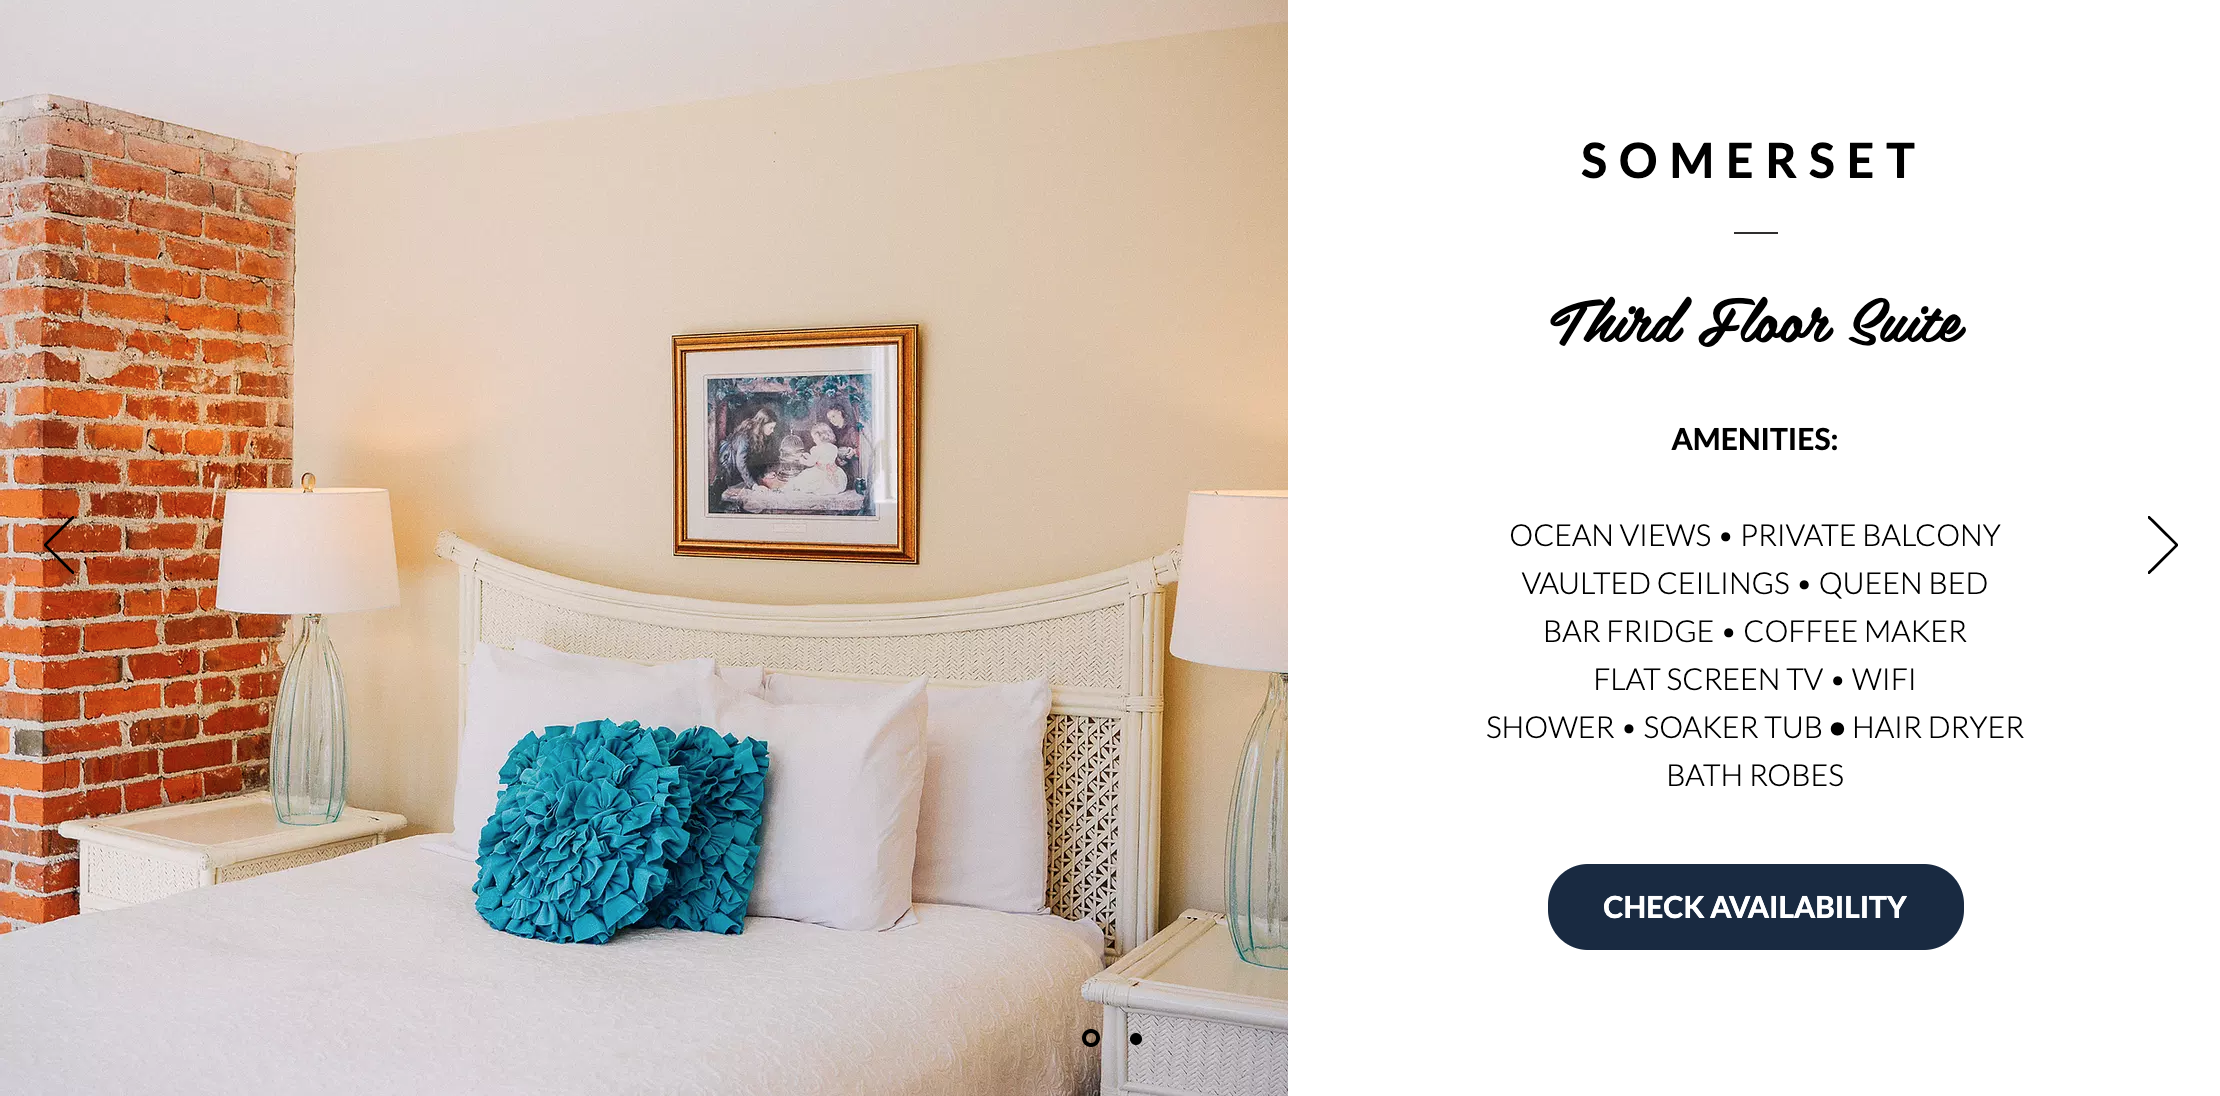 SOMERSET
Third Floor Suite
AMENITIES:
OCEAN VIEWS • PRIVATE BALCONY
VAULTED CEILINGS • QUEEN BED
BAR FRIDGE • COFFEE MAKER
FLAT SCREEN TV • WIFI
SHOWER • SOAKER TUB • HAIR DRYER
BATH ROBES
CHECK AVAILABILITY